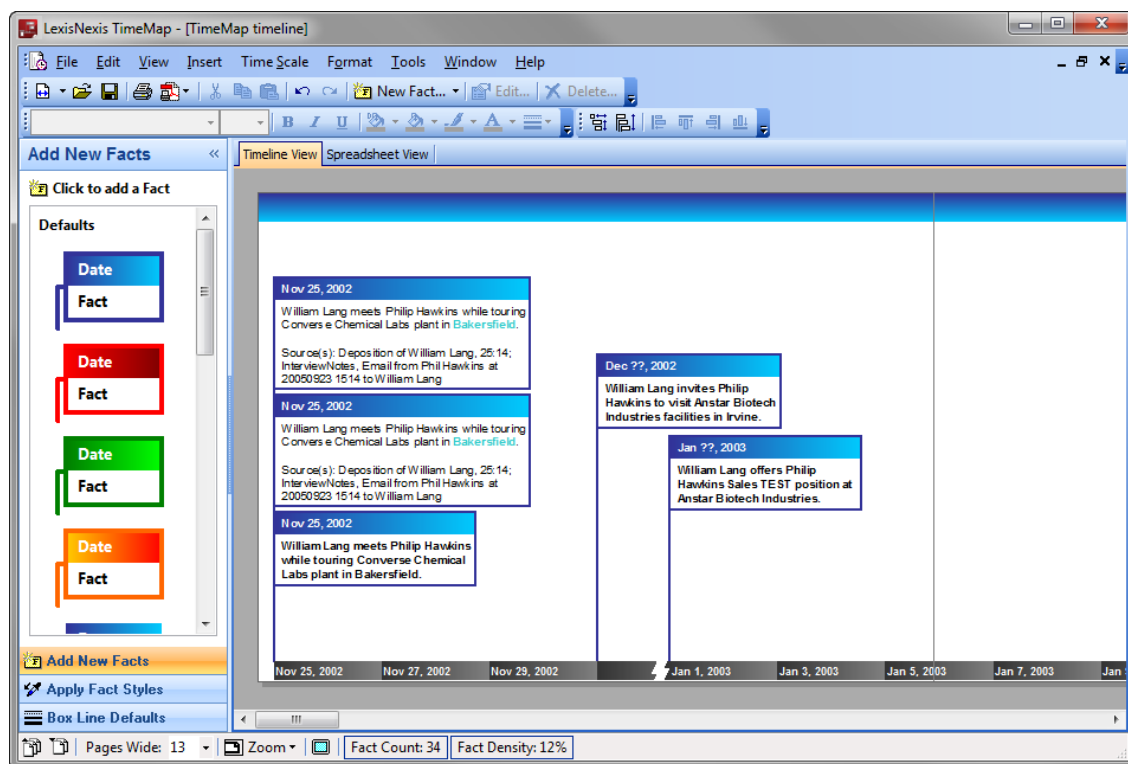 LexisNexis TimeMap - [TimeMap timeline]
File Edit View Insert Time Scale Format Tools Window Help
New Fact... Edit... Delete...
B I U A
Add New Facts «
Timeline View Spreadsheet View
Click to add a Fact
Defaults
Date
Fact
Date
Fact
Date
Fact
Date
Fact
Nov 25, 2002
William Lang meets Philip Hawkins while touring
Converse Chemical Labs plant in Bakersfield.
Source(s): Deposition of William Lang, 25:14;
InterviewNotes, Email from Phil Hawkins at
20050923 1514 to William Lang
Nov 25, 2002
William Lang meets Philip Hawkins while touring
Converse Chemical Labs plant in Bakersfield.
Source(s): Deposition of William Lang, 25:14;
InterviewNotes, Email from Phil Hawkins at
20050923 1514 to William Lang
Nov 25, 2002
William Lang meets Philip Hawkins
while touring Converse Chemical
Labs plant in Bakersfield.
Dec ??, 2002
William Lang invites Philip
Hawkins to visit Anstar Biotech
Industries facilities in Irvine.
Jan ??, 2003
William Lang offers Philip
Hawkins Sales TEST position at
Anstar Biotech Industries.
Nov 25, 2002 Nov 27, 2002 Nov 29, 2002 Jan 1, 2003 Jan 3, 2003 Jan 5, 2003 Jan 7, 2003 Jan
Add New Facts
Apply Fact Styles
Box Line Defaults
Pages Wide: 13 Zoom Fact Count: 34 Fact Density: 12%